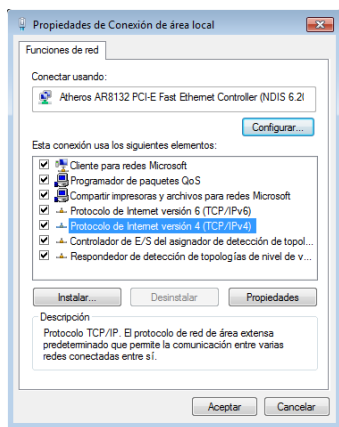 Propiedades de Conexión de área local
Funciones de red
Conectar usando:
Atheros AR8132 PCI-E Fast Ethemet Controller (NDIS 6.20
Configurar...
Esta conexión usa los siguientes elementos:
Cliente para redes Microsoft
Programador de paquetes QoS
Compartir impresoras y archivos para redes Microsoft
Protocolo de Internet versión 6 (TCP/IPv6)
Protocolo de Internet versión 4 (TCP/IPv4)
Controlador de E/S del asignador de detección de topol...
Respondedor de detección de topologías de nivel de v...
Instalar...
Desinstalar
Propiedades
Descripción
Protocolo TCP/IP. El protocolo de red de área extensa
predeterminado que permite la comunicación entre varias
redes conectadas entre sí.
Aceptar
Cancelar